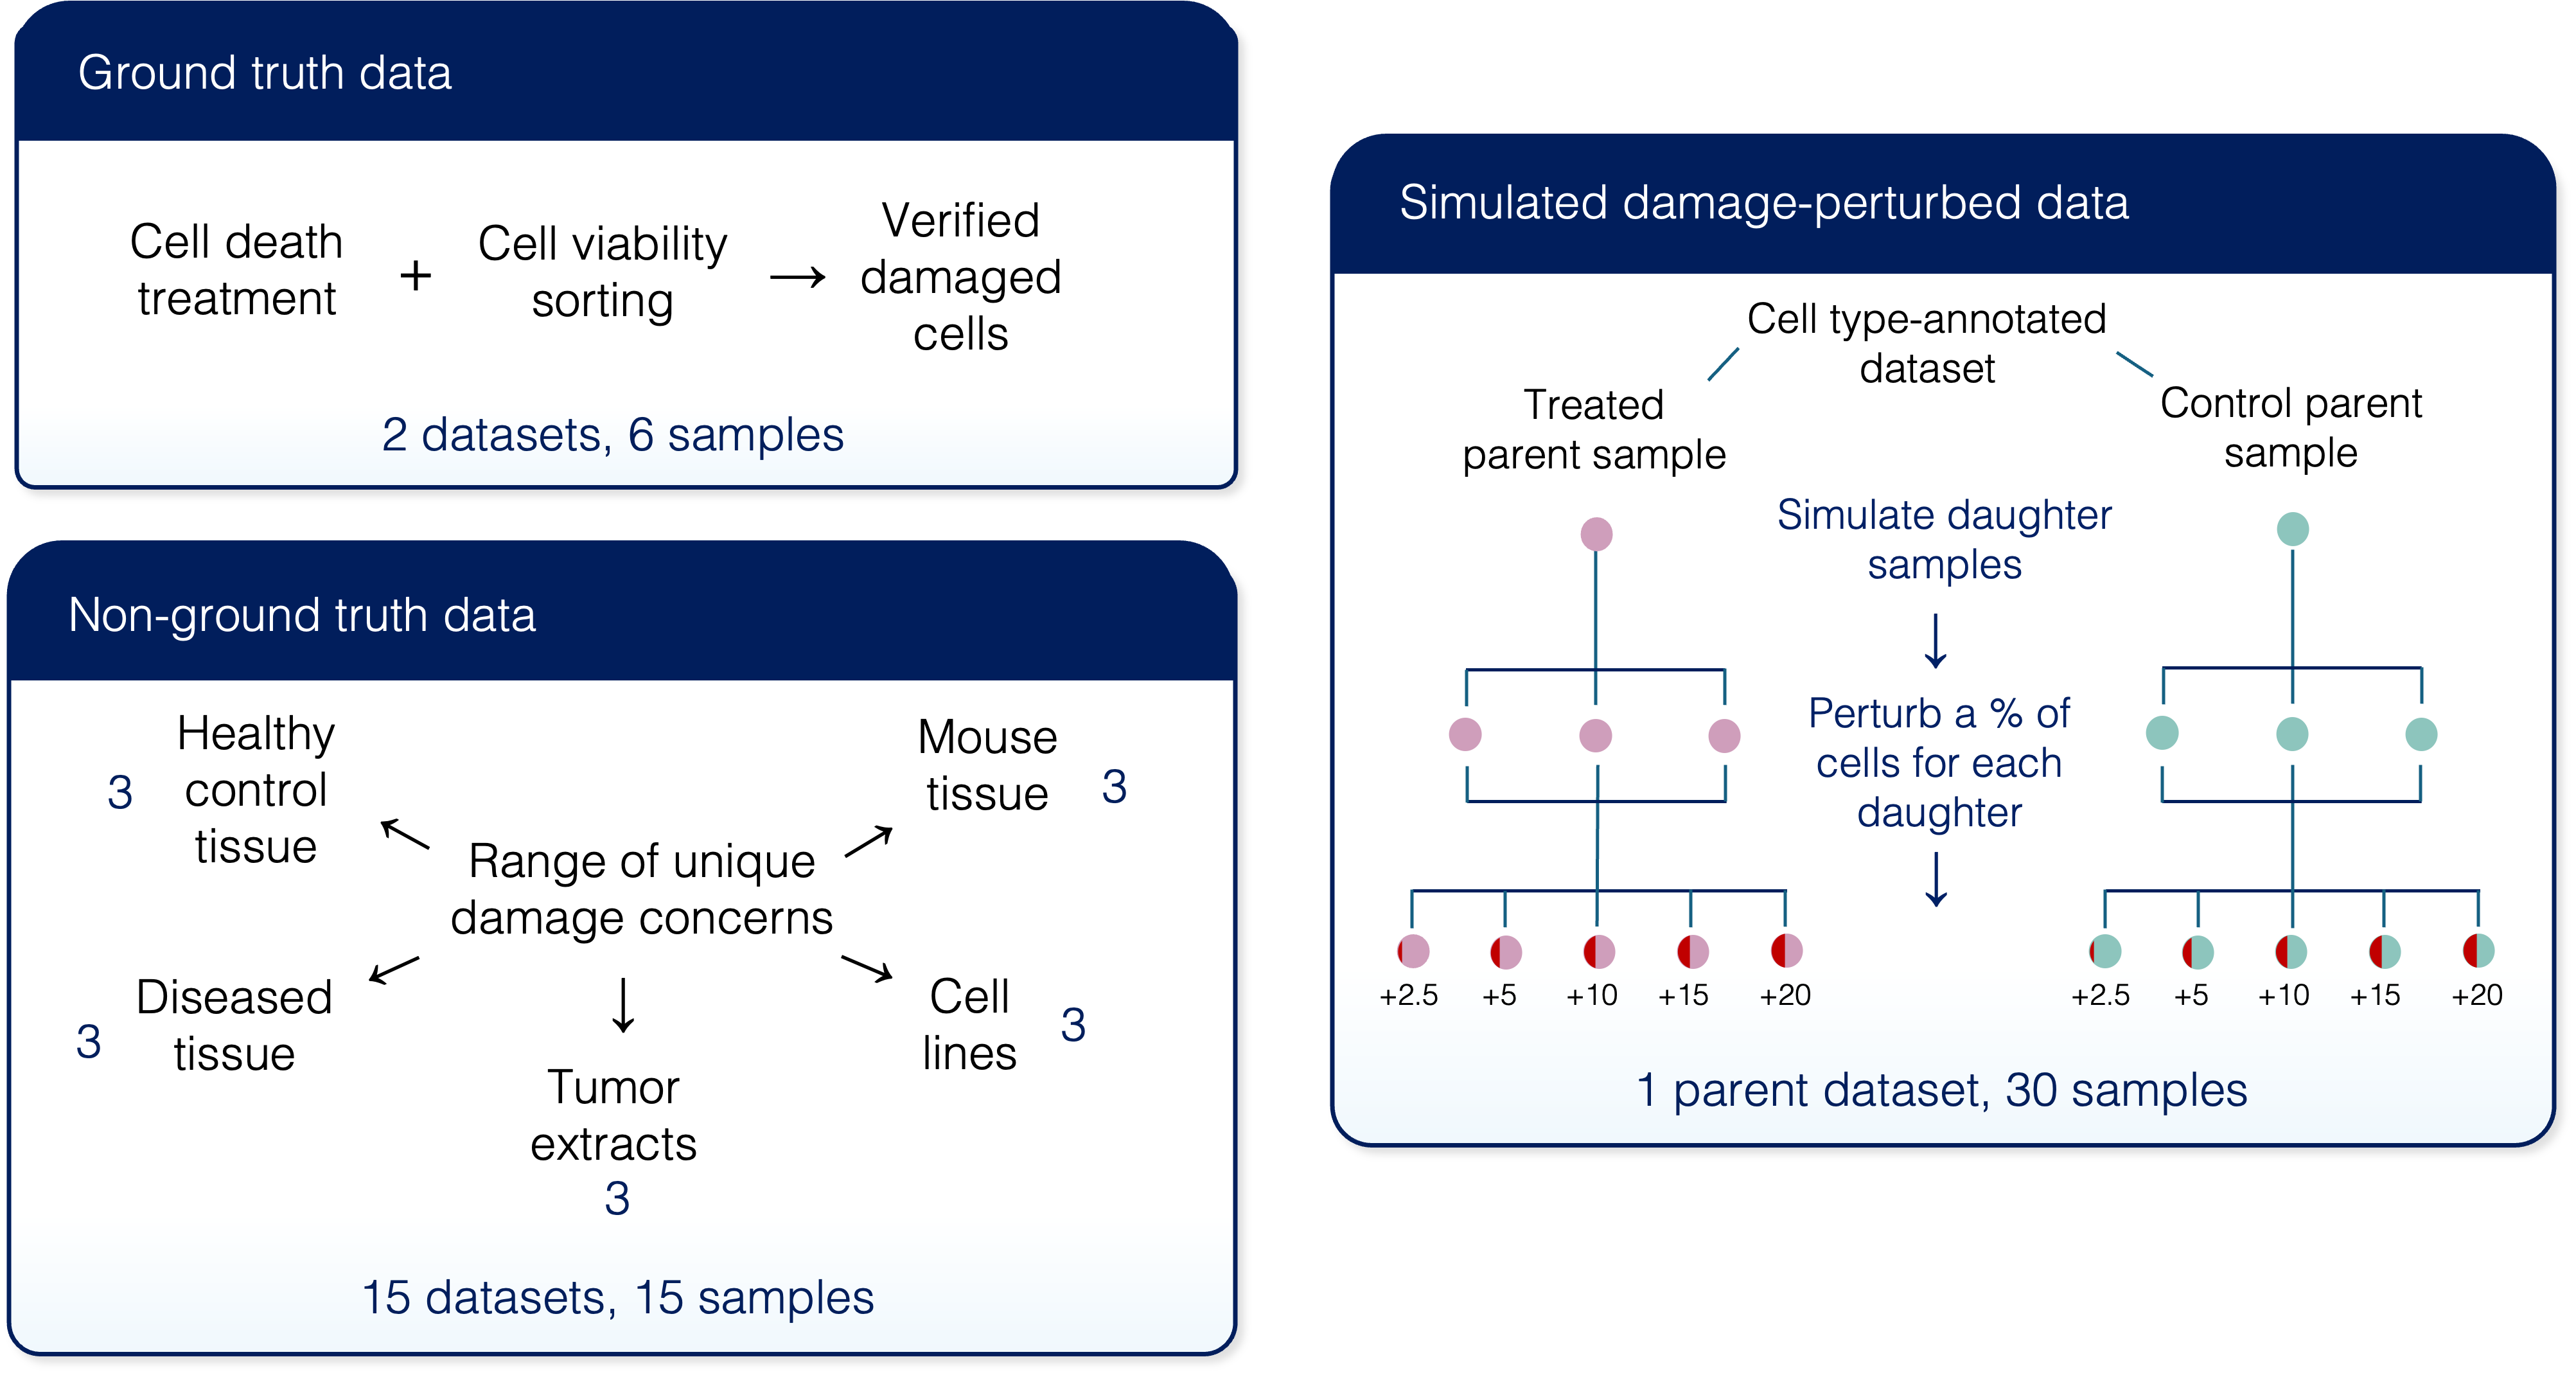 Ground truth data
Cell death
treatment
+
Cell viability
sorting
→
Verified
damaged
cells
2 datasets, 6 samples
Non-ground truth data
Healthy
control
tissue
3
Mouse
tissue
3
Range of unique
damage concerns
Diseased
tissue
3
Cell
lines
3
Tumor
extracts
3
15 datasets, 15 samples
Simulated damage-perturbed data
Cell type-annotated
dataset
Treated
parent sample
Control parent
sample
Simulate daughter
samples
Perturb a % of
cells for each
daughter
+2.5 +5 +10 +15 +20
+2.5 +5 +10 +15 +20
1 parent dataset, 30 samples